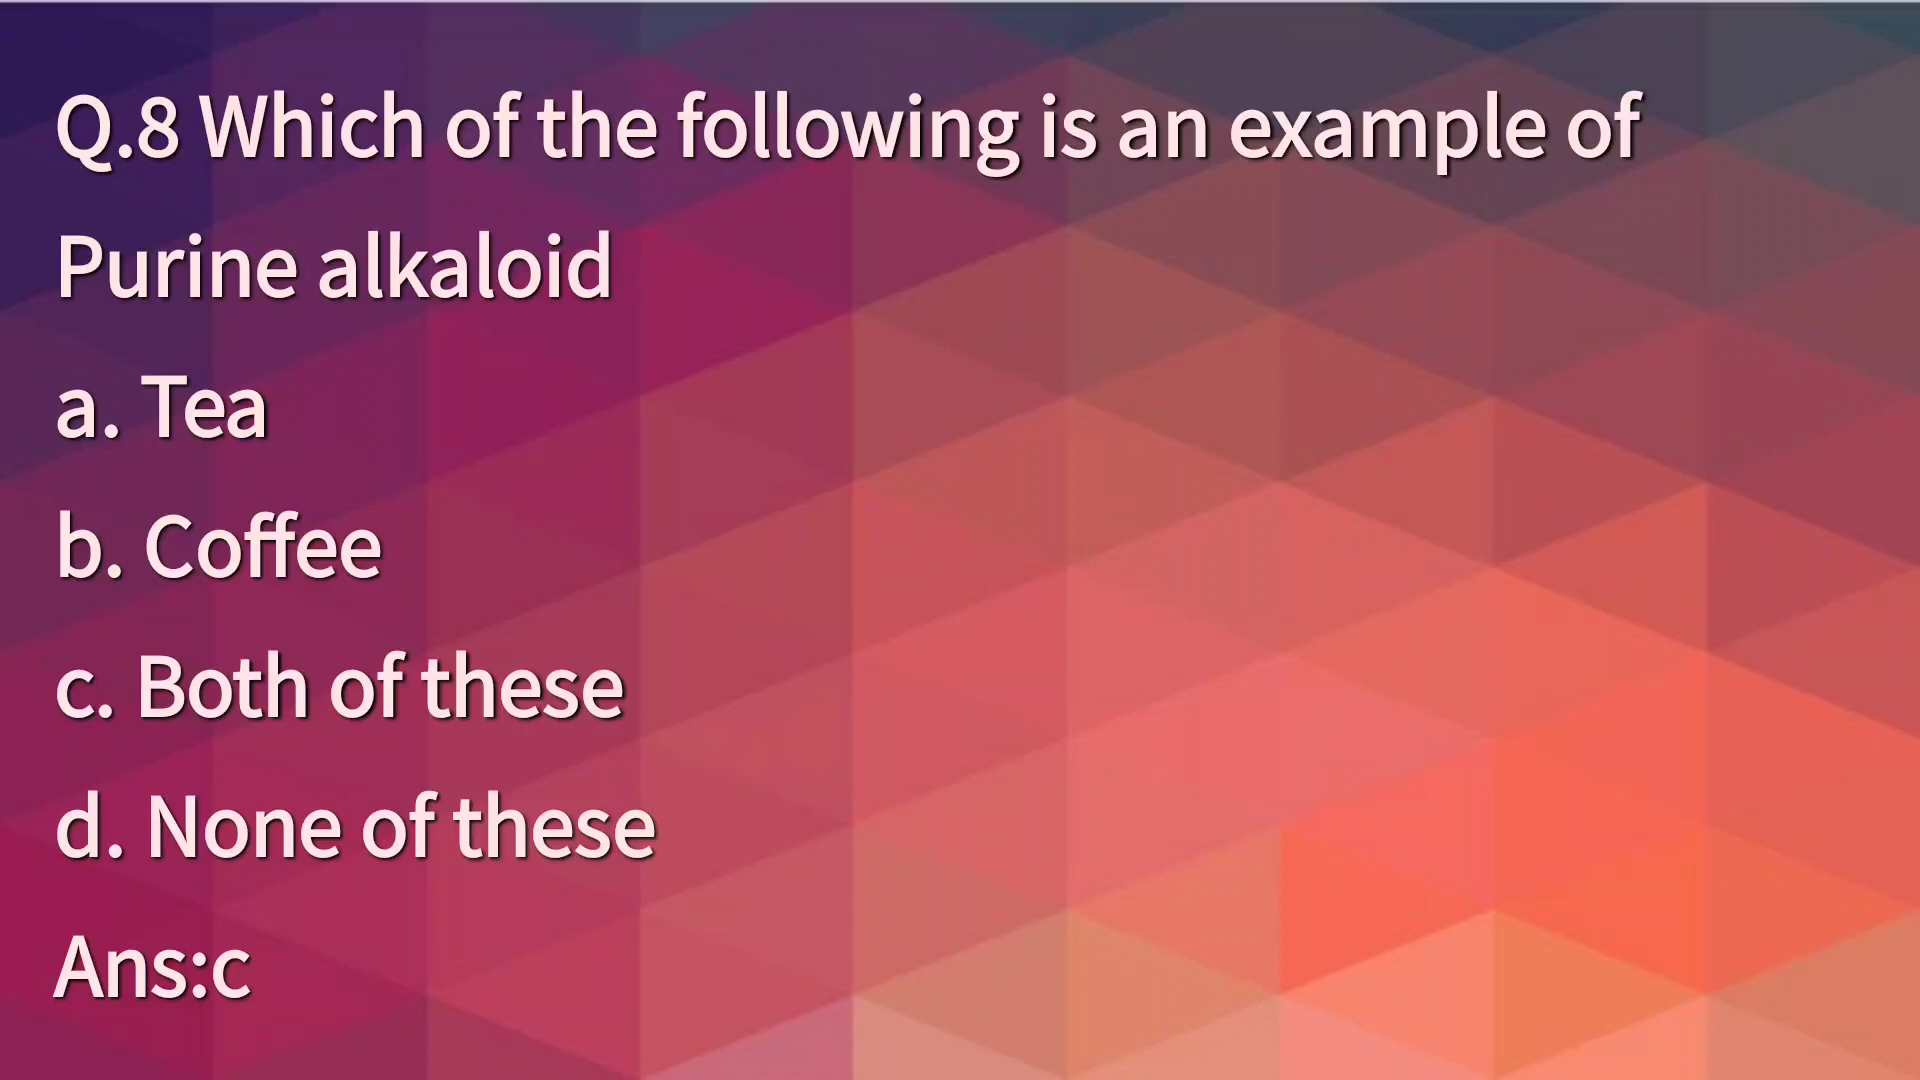 Q.8 Which of the following is an example of
Purine alkaloid
a. Tea
b. Coffee
c. Both of these
d. None of these
Ans:c